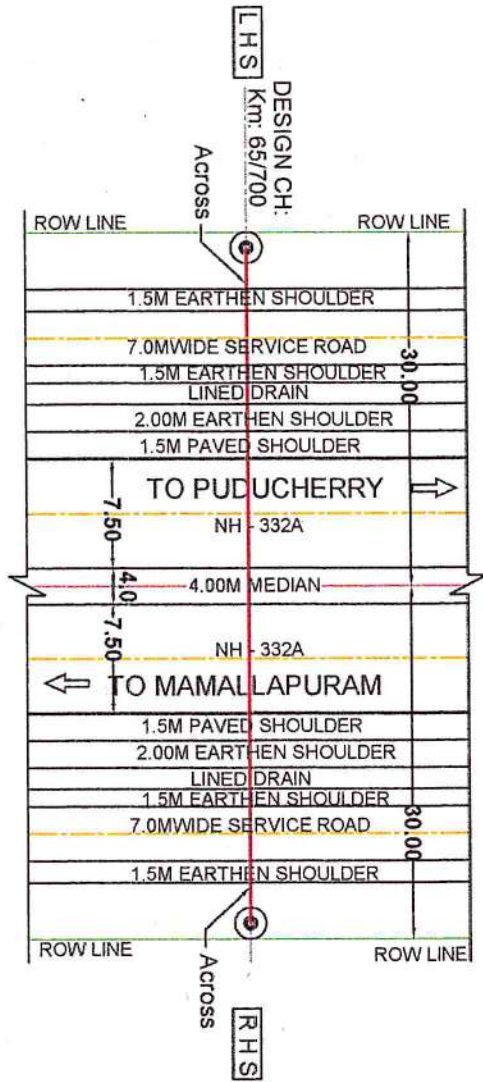 LHS
DESIGN CH:
Km: 65/700
Across
ROW LINE
ROW LINE
1.5M EARTHEN SHOULDER
7.0MWIDE SERVICE ROAD
30.00
1.5M EARTHEN SHOULDER
LINED DRAIN
2.00M EARTHEN SHOULDER
1.5M PAVED SHOULDER
TO PUDUCHERRY
7.50
NH - 332A
4.0
4.00M MEDIAN
7.50
NH - 332A
TO MAMALLAPURAM
1.5M PAVED SHOULDER
2.00M EARTHEN SHOULDER
LINED DRAIN
1.5M EARTHEN SHOULDER
7.0MWIDE SERVICE ROAD
30.00
1.5M EARTHEN SHOULDER
ROW LINE
ROW LINE
Across
RHS